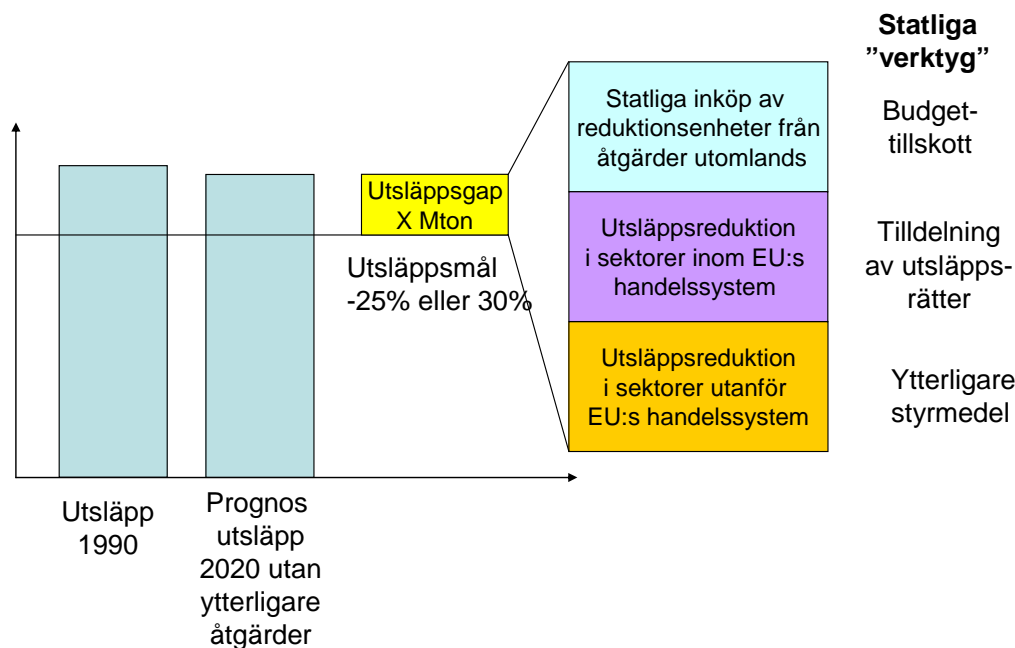 Statliga
”verktyg”
Statliga inköp av
reduktionsenheter från
åtgärder utomlands
Budget-
tillskott
Utsläppsgap
X Mton
Utsläppsreduktion
i sektorer inom EU:s
handelssystem
Tilldelning
av utsläpps-
rätter
Utsläppsmål
-25% eller 30%
Utsläppsreduktion
i sektorer utanför
EU:s handelssystem
Ytterligare
styrmedel
Utsläpp
1990
Prognos
utsläpp
2020 utan
ytterligare
åtgärder